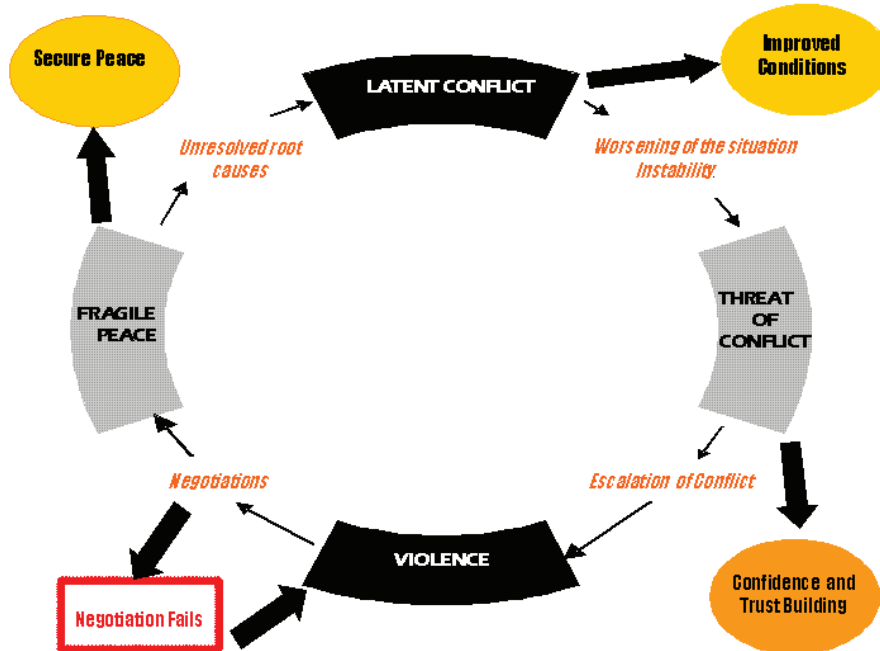 Secure Peace
Improved
Conditions
LATENT CONFLICT
Unresolved root
causes
Worsening of the situation
Instability
FRAGILE
PEACE
THREAT
OF
CONFLICT
Negotiations
Escalation of Conflict
VIOLENCE
Negotiation Fails
Confidence and
Trust Building